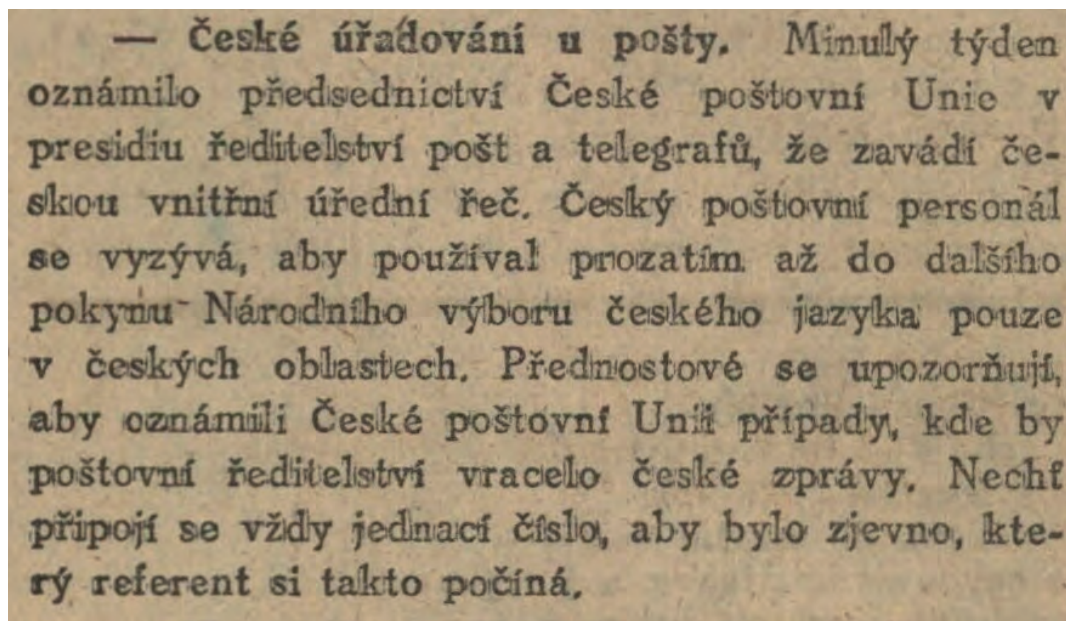 — České úřadování u pošty. Minulý týden
oznámilo předsednictví České poštovní Unie v
presidiu ředitelství pošt a telegrafů, že zavádí če-
skou vnitřní úřední řeč. Český poštovní personál
se vyzývá, aby používal prozatím až do dalšího
pokynu Národního výboru českého jazyka pouze
v českých oblastech. Přednostové se upozorňují,
aby oznámili České poštovní Unii případy, kde by
poštovní ředitelství vracelo české zprávy. Nechť
připojí se vždy jednací číslo, aby bylo zjevno, kte-
rý referent si takto počíná.